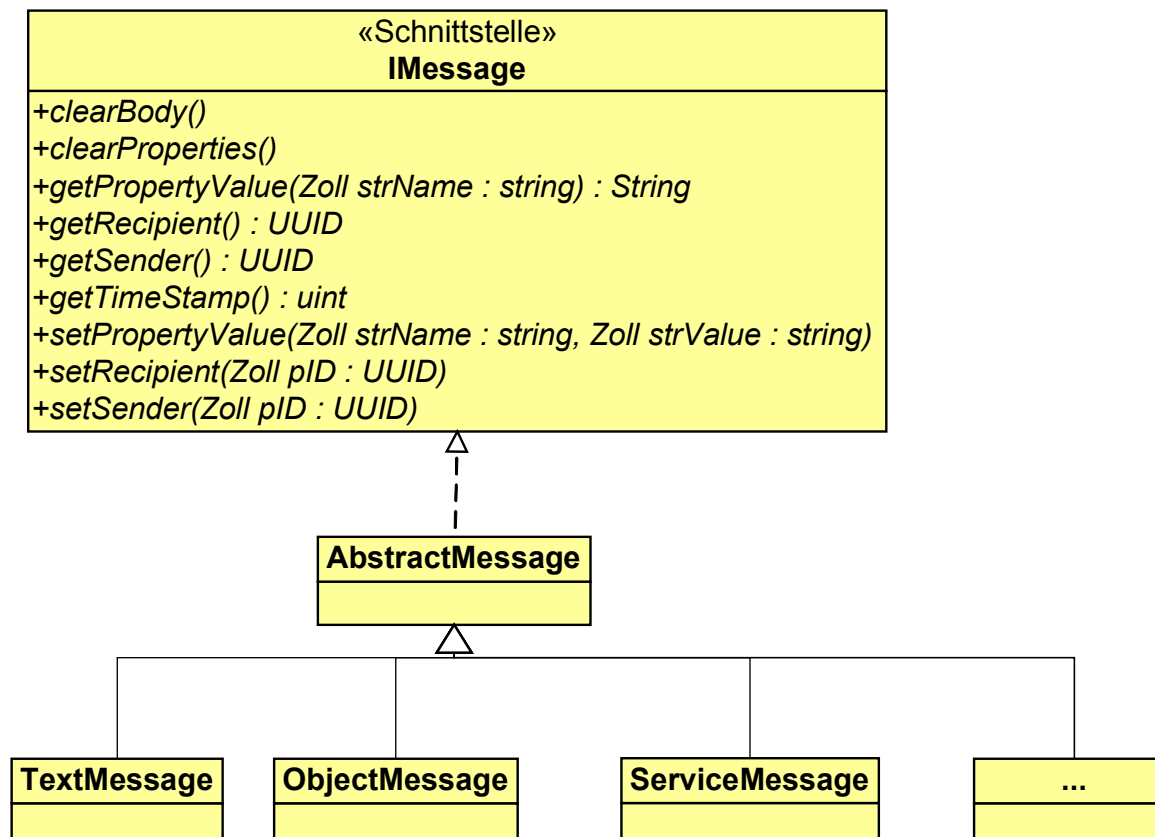 «Schnittstelle»
IMessage
+clearBody()
+clearProperties()
+getPropertyValue(Zoll strName : string) : String
+getRecipient() : UUID
+getSender() : UUID
+getTimeStamp() : uint
+setPropertyValue(Zoll strName : string, Zoll strValue : string)
+setRecipient(Zoll pID : UUID)
+setSender(Zoll pID : UUID)
AbstractMessage
TextMessage ObjectMessage ServiceMessage ...